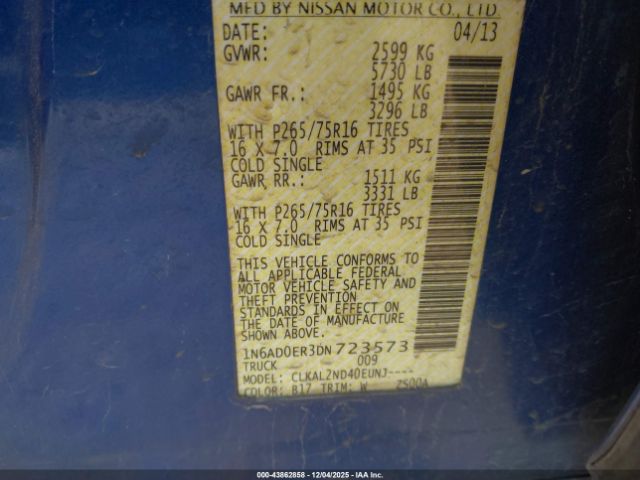 MFD BY NISSAN MOTOR CO., LTD.
DATE: 04/13
GVWR: 2599 KG
5730 LB
GAWR FR.: 1495 KG
3296 LB
WITH P265/75R16 TIRES
16 X 7.0 RIMS AT 35 PSI
COLD SINGLE
GAWR RR.: 1511 KG
3331 LB
WITH P265/75R16 TIRES
16 X 7.0 RIMS AT 35 PSI
COLD SINGLE
THIS VEHICLE CONFORMS TO
ALL APPLICABLE FEDERAL
MOTOR VEHICLE SAFETY AND
THEFT PREVENTION
STANDARDS IN EFFECT ON
THE DATE OF MANUFACTURE
SHOWN ABOVE.
1N6AD0ER3DN723573
TRUCK 009
MODEL: CLKAL2ND40EUNJ----
COLOR: B17 TRIM: W ZS00A
000-43862858 - 12/04/2025 - IAA Inc.